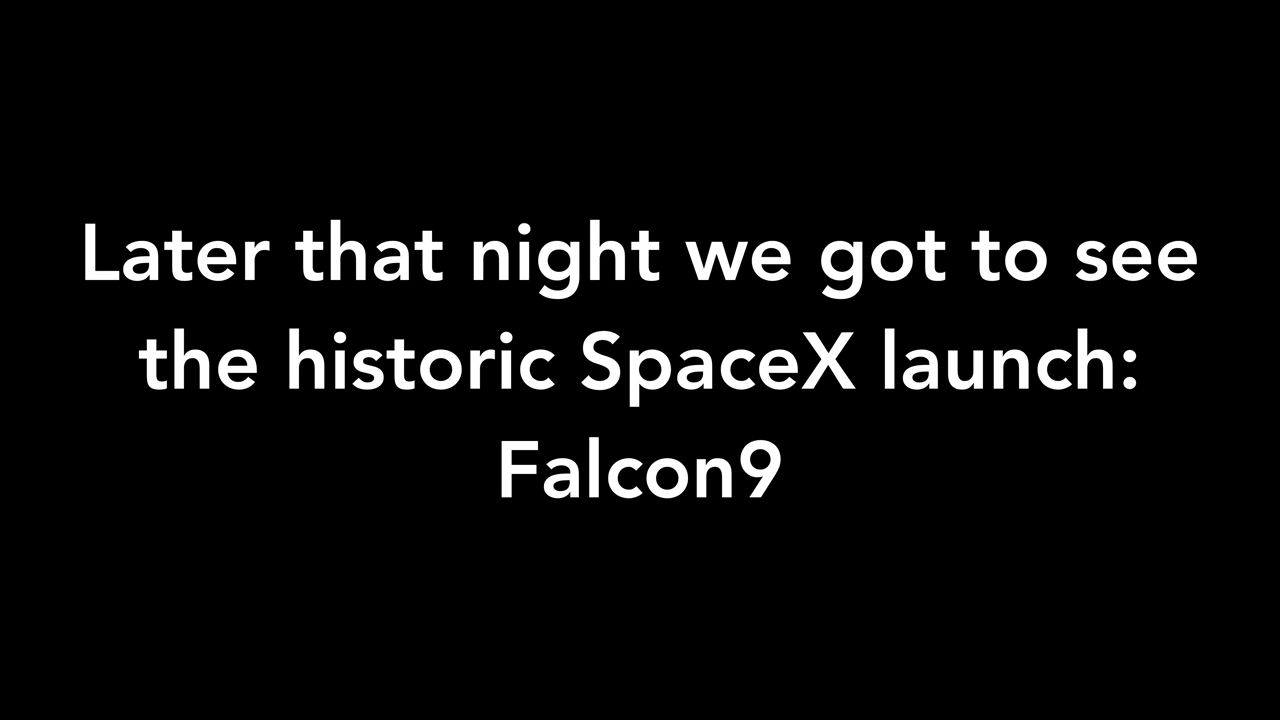 Later that night we got to see
the historic SpaceX launch:
Falcon9